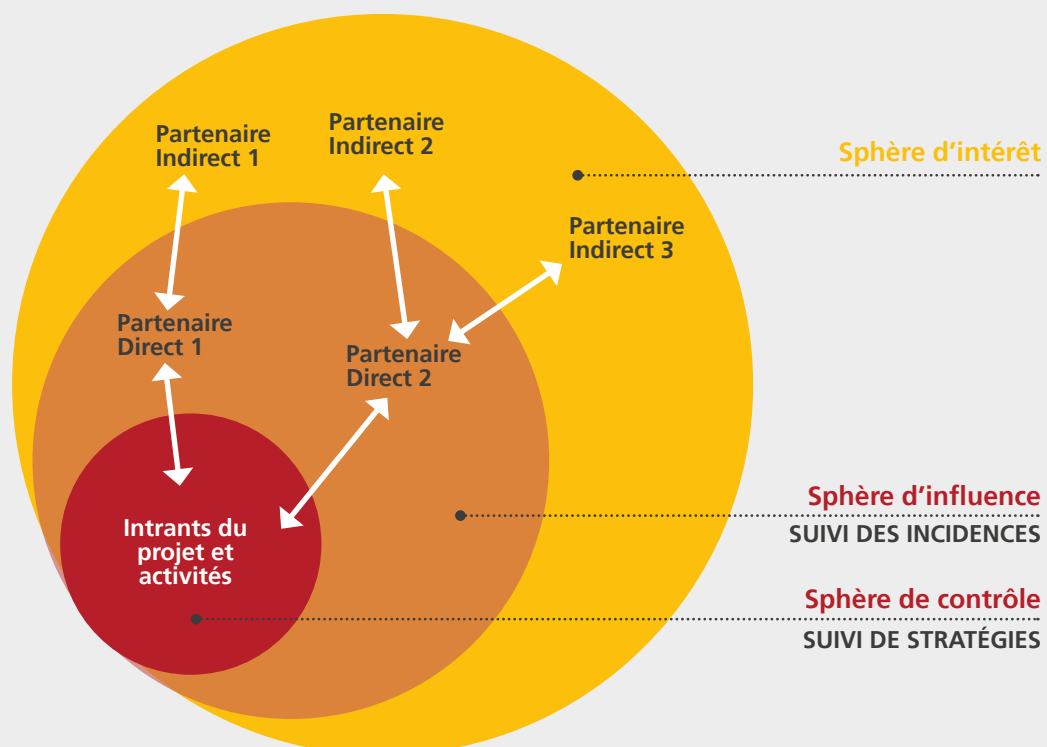 Partenaire
Indirect 1
Partenaire
Indirect 2
Sphère d’intérêt
Partenaire
Indirect 3
Partenaire
Direct 1
Partenaire
Direct 2
Sphère d’influence
SUIVI DES INCIDENCES
Intrants du
projet et
activités
Sphère de contrôle
SUIVI DE STRATÉGIES